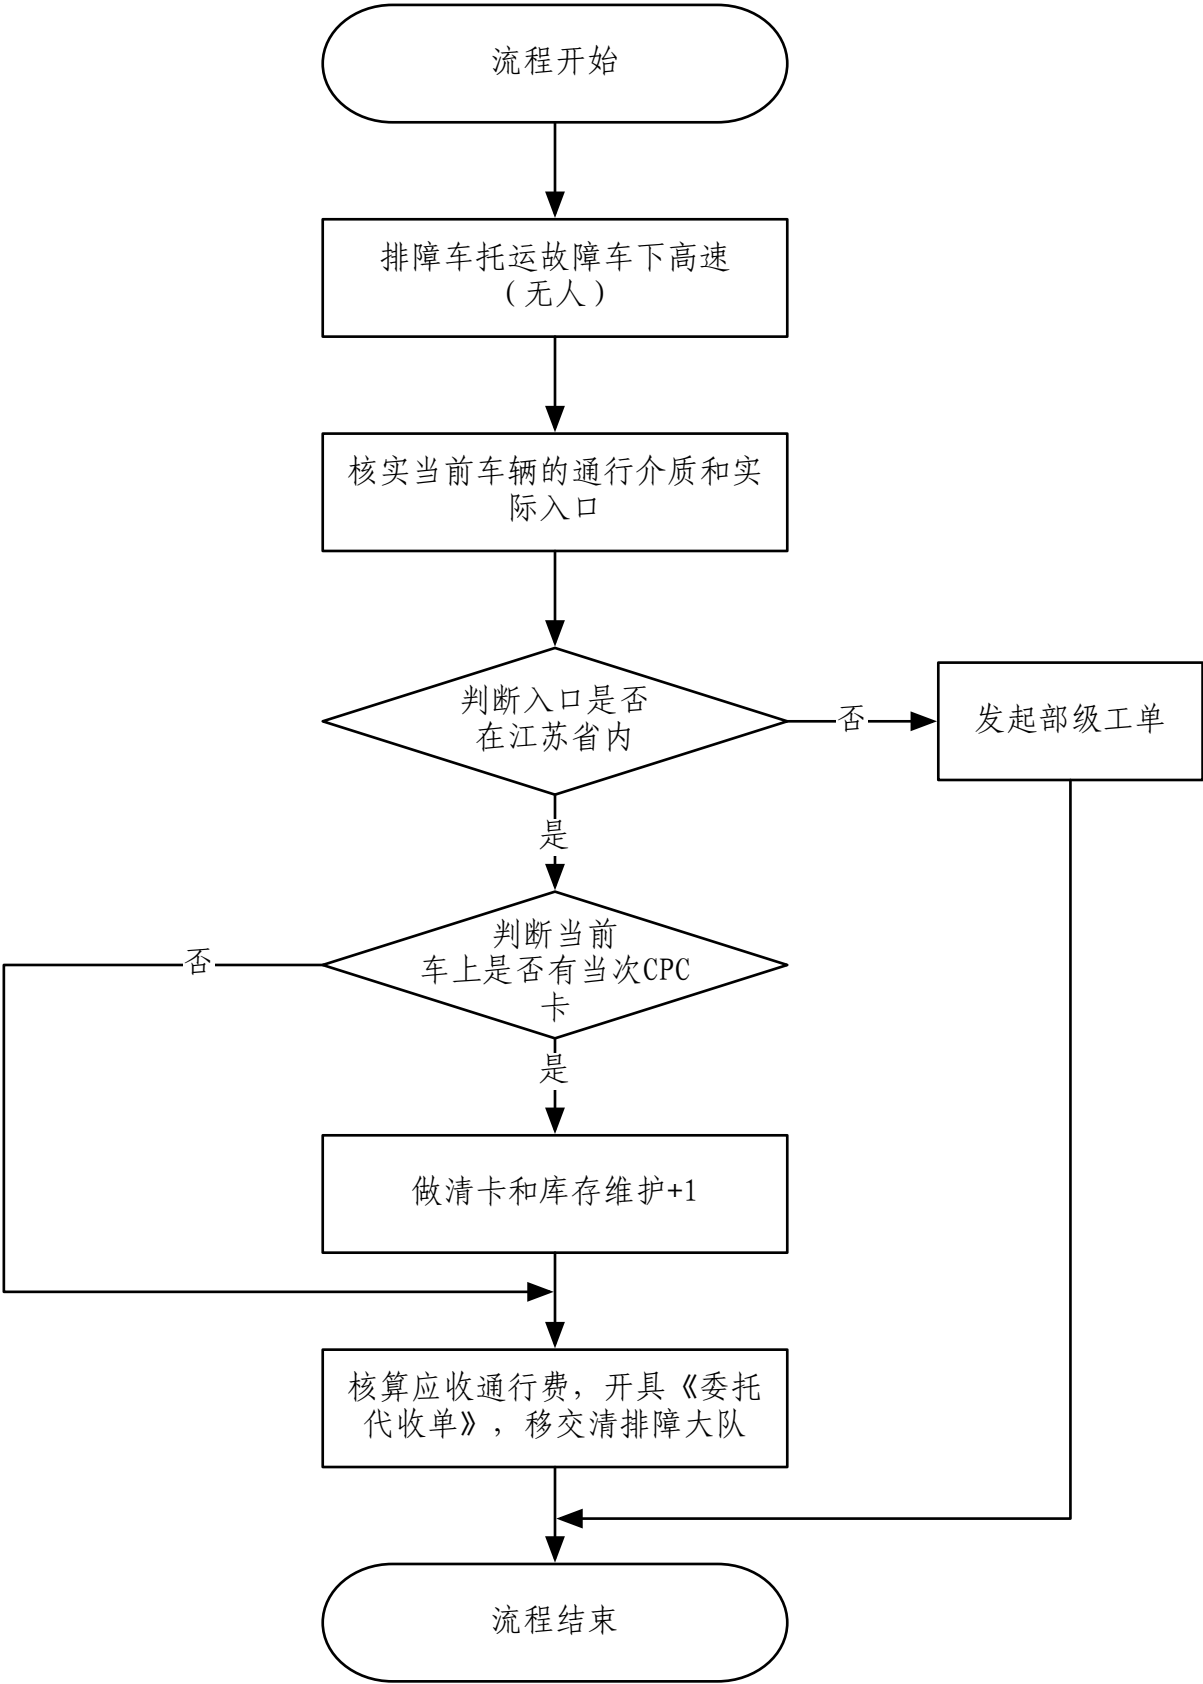 流程开始
排障车托运故障车下高速
(无人)
核实当前车辆的通行介质和实
际入口
判断入口是否
在江苏省内
否
发起部级工单
是
判断当前
车上是否有当次CPC
卡
否
是
做清卡和库存维护+1
核算应收通行费，开具《委托
代收单》，移交清排障大队
流程结束